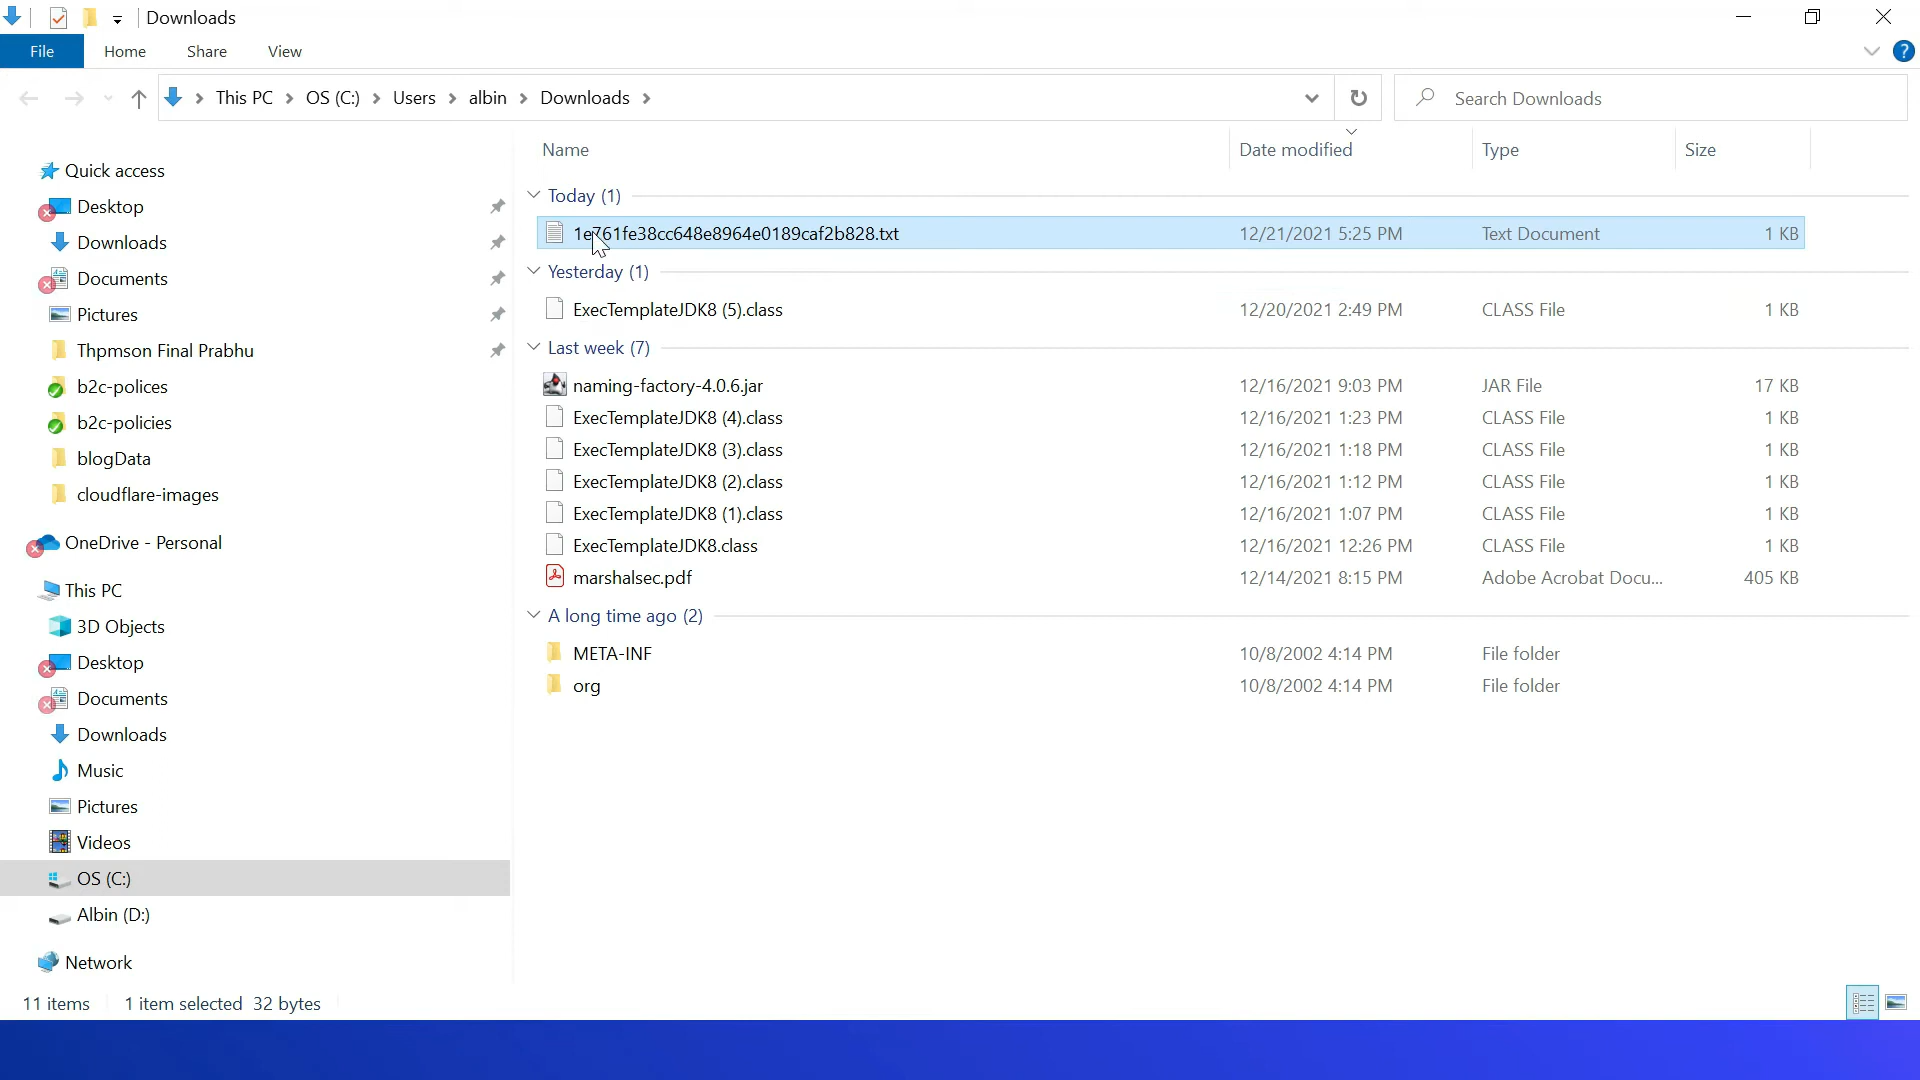 Downloads
File Home Share View
This PC OS (C:) Users albin Downloads
Search Downloads
Name Date modified Type Size
Quick access
Desktop
Downloads
Documents
Pictures
Thpmson Final Prabhu
b2c-polices
b2c-policies
blogData
cloudflare-images
OneDrive - Personal
This PC
3D Objects
Desktop
Documents
Downloads
Music
Pictures
Videos
OS (C:)
Albin (D:)
Network
Today (1)
1e761fe38cc648e8964e0189caf2b828.txt 12/21/2021 5:25 PM Text Document 1 KB
Yesterday (1)
ExecTemplateJDK8 (5).class 12/20/2021 2:49 PM CLASS File 1 KB
Last week (7)
naming-factory-4.0.6.jar 12/16/2021 9:03 PM JAR File 17 KB
ExecTemplateJDK8 (4).class 12/16/2021 1:23 PM CLASS File 1 KB
ExecTemplateJDK8 (3).class 12/16/2021 1:18 PM CLASS File 1 KB
ExecTemplateJDK8 (2).class 12/16/2021 1:12 PM CLASS File 1 KB
ExecTemplateJDK8 (1).class 12/16/2021 1:07 PM CLASS File 1 KB
ExecTemplateJDK8.class 12/16/2021 12:26 PM CLASS File 1 KB
marshalsec.pdf 12/14/2021 8:15 PM Adobe Acrobat Docu... 405 KB
A long time ago (2)
META-INF 10/8/2002 4:14 PM File folder
org 10/8/2002 4:14 PM File folder
11 items 1 item selected 32 bytes